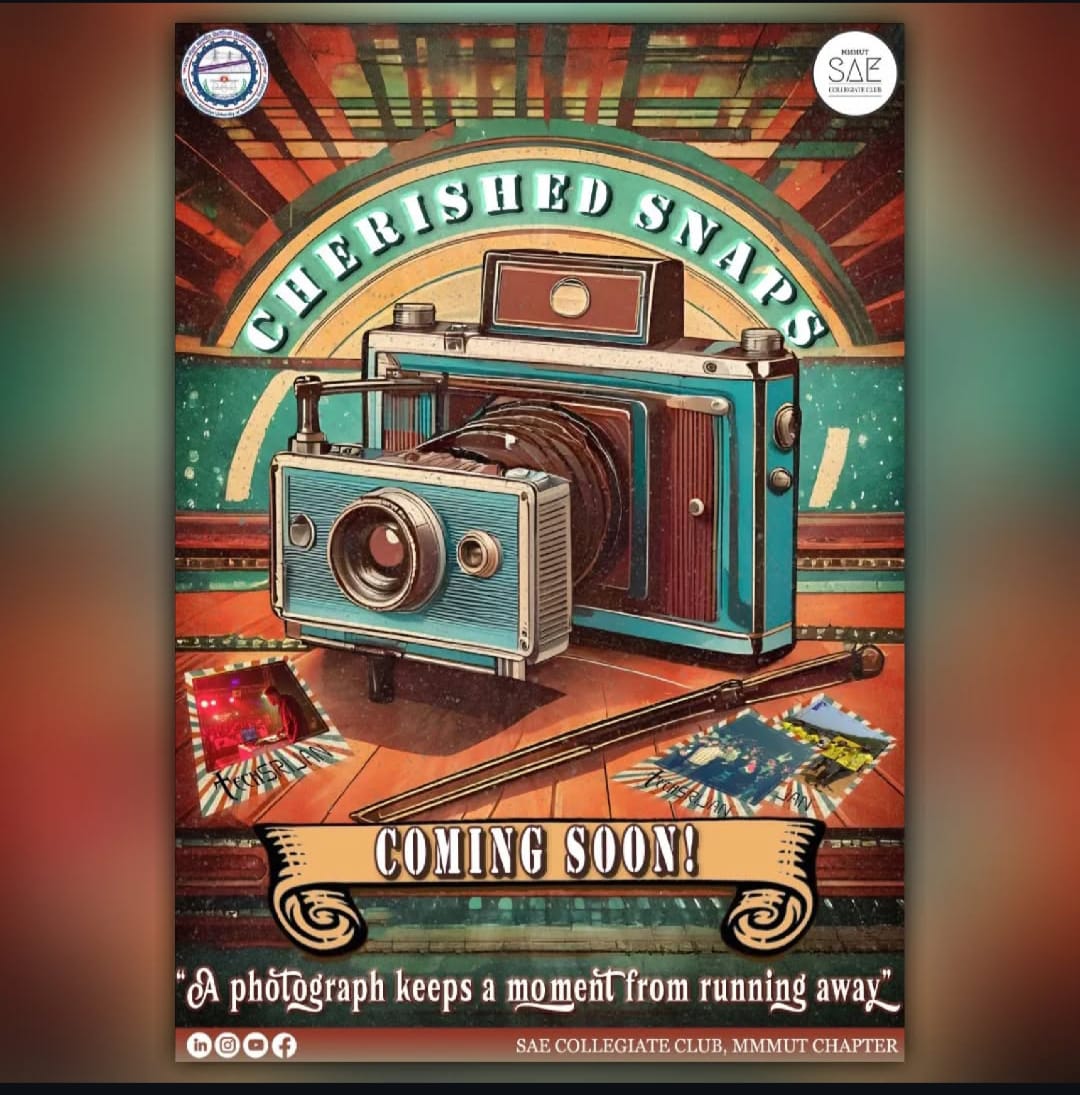 MMMUT
SAE
COLLEGIATE CLUB
CHERISHED SNAPS
COMING SOON!
“A photograph keeps a moment from running away”
in
SAE COLLEGIATE CLUB, MMMUT CHAPTER